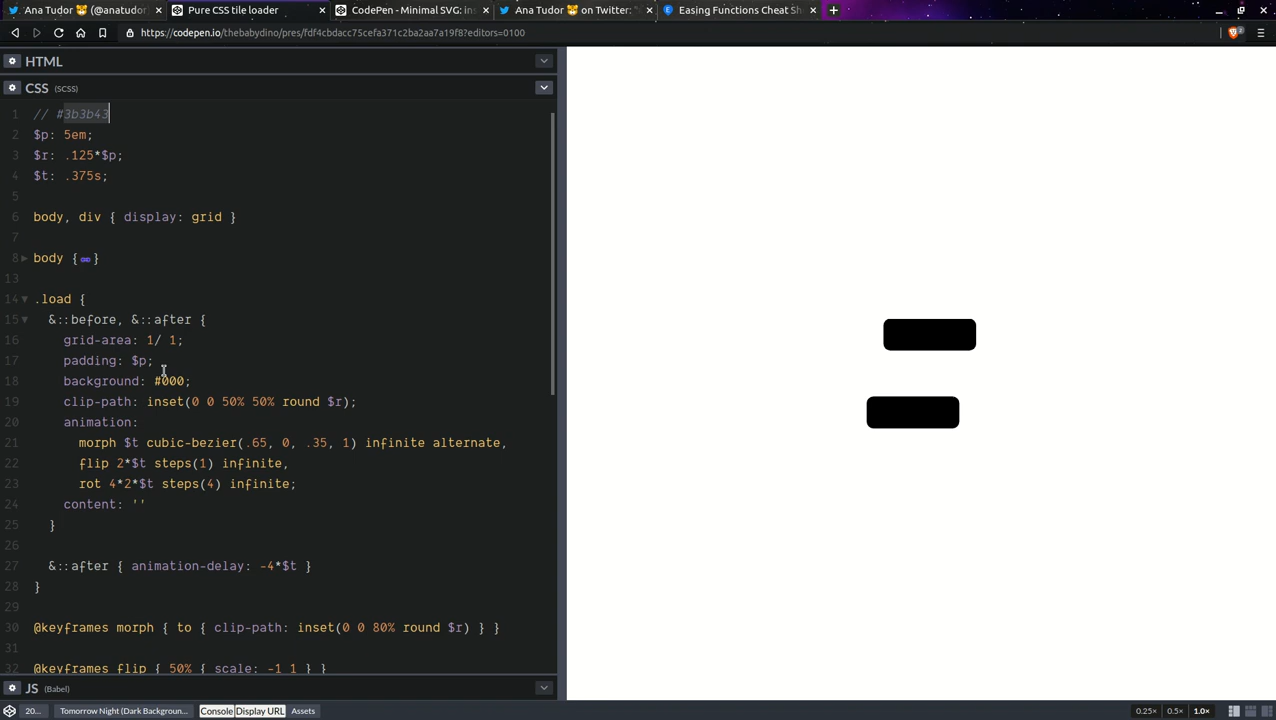 Ana Tudor 🐯 (@anatudor)
Pure CSS tile loader
CodePen - Minimal SVG: ins
Ana Tudor 🐯 on Twitter: "
Easing Functions Cheat Sh
https://codepen.io/thebabydino/pres/fdf4cbdacc75cefa371c2ba2aa7a19f8?editors=0100
2
HTML
CSS (SCSS)
1 // #3b3b43
2 $p: 5em;
3 $r: .125*$p;
4 $t: .375s;
5
6 body, div { display: grid }
7
8 body {↔}
13
14 .load {
15 &::before, &::after {
16 grid-area: 1/ 1;
17 padding: $p;
18 background: #000;
19 clip-path: inset(0 0 50% 50% round $r);
20 animation:
21 morph $t cubic-bezier(.65, 0, .35, 1) infinite alternate,
22 flip 2*$t steps(1) infinite,
23 rot 4*2*$t steps(4) infinite;
24 content: ''
25 }
26
27 &::after { animation-delay: -4*$t }
28 }
29
30 @keyframes morph { to { clip-path: inset(0 0 80% round $r) } }
31
32 @keyframes flip { 50% { scale: -1 1 } }
JS (Babel)
20...
Tomorrow Night (Dark Backgroun...
Console
Display URL
Assets
0.25×
0.5×
1.0×